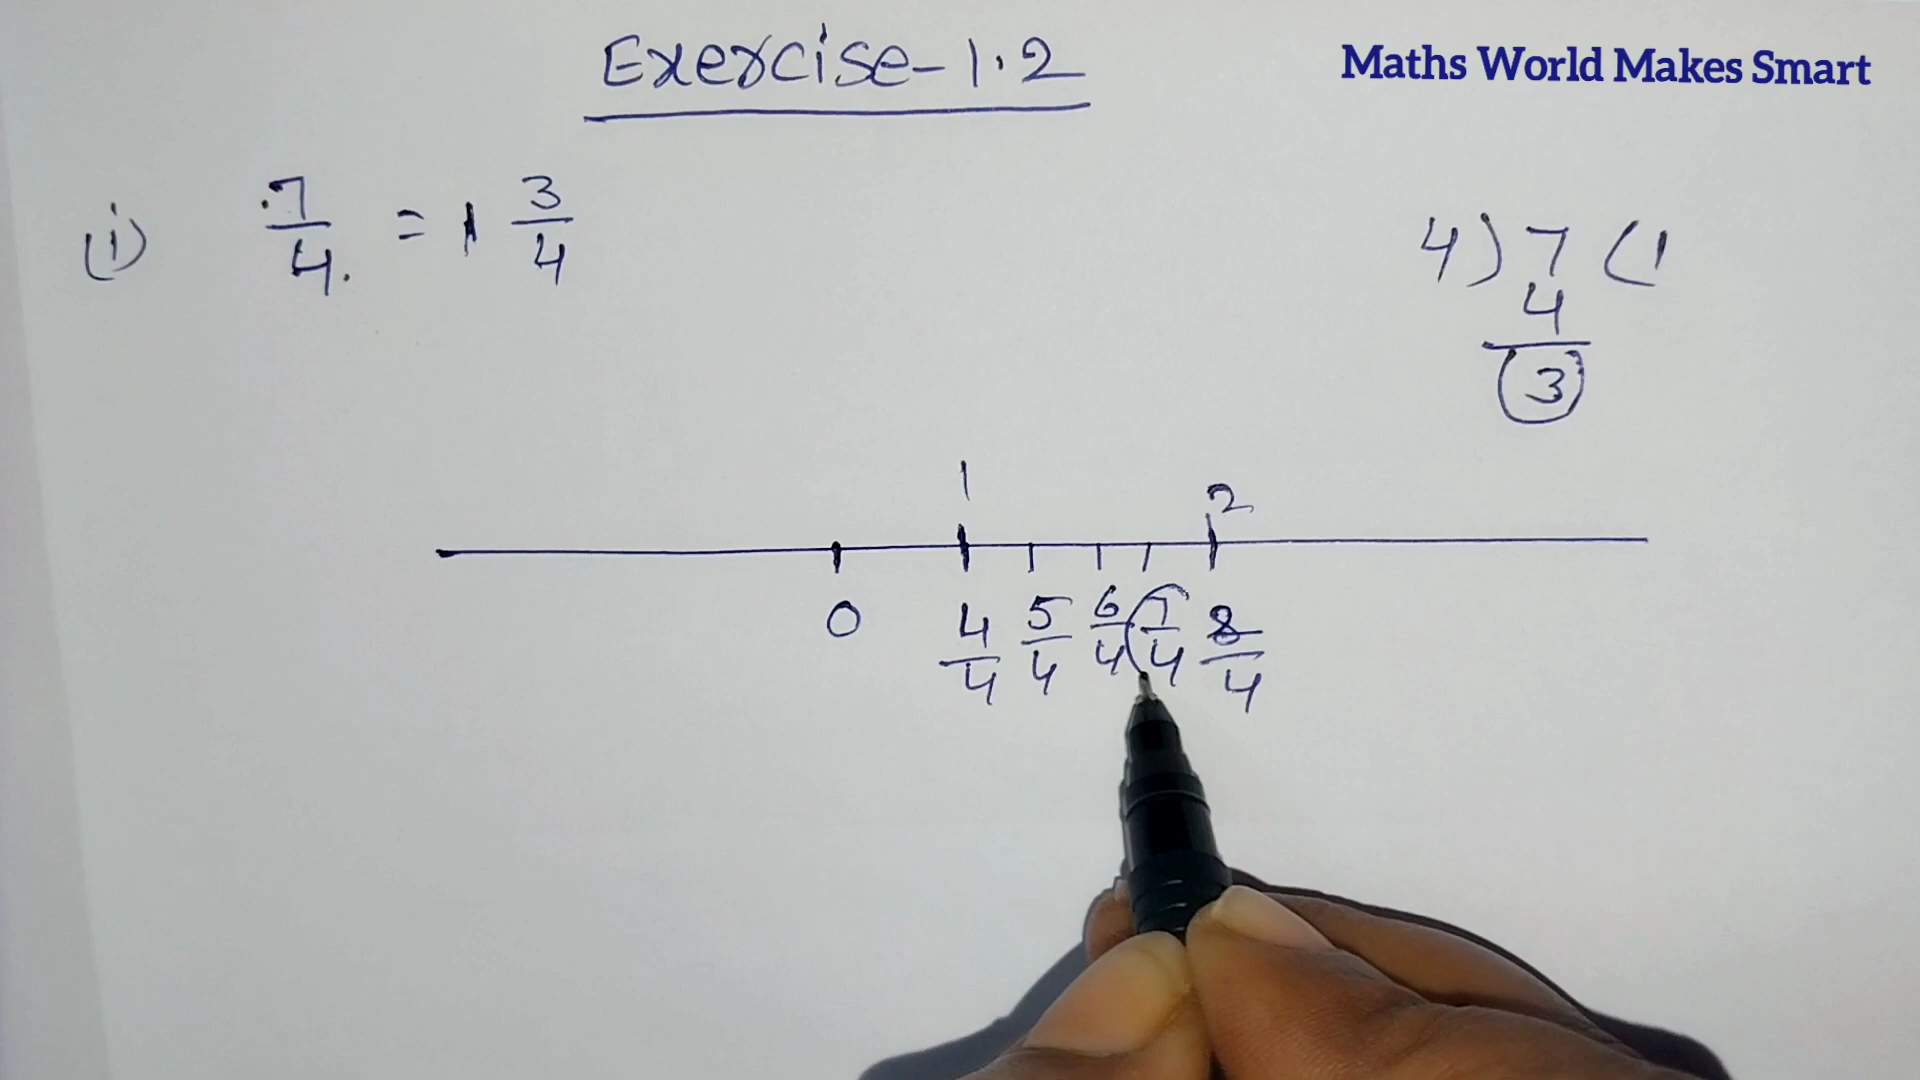 Exercise-1.2
Maths World Makes Smart
(i) 7/4 = 1 3/4
4) 7 (1
4
3
1 2
0 4/4 5/4 6/4 7/4 8/4